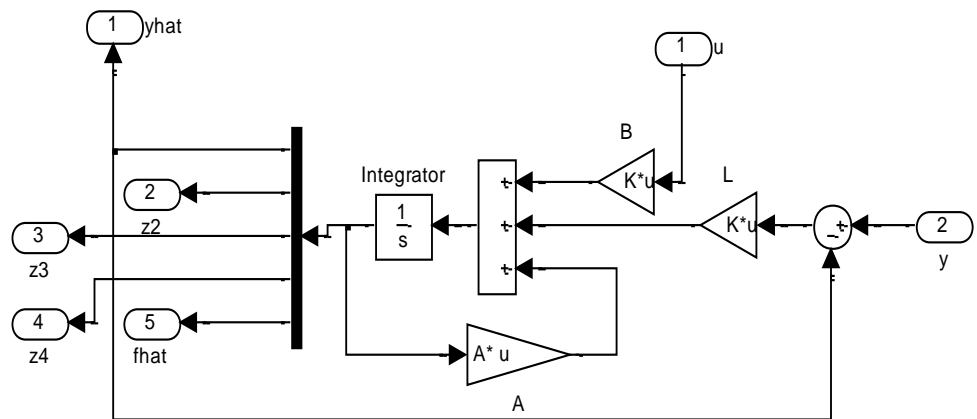 1
yhat
1
u
B
Integrator
K*u
L
2
z2
1
s
+
+
+
K*u
+
−
2
y
3
z3
4
z4
5
fhat
A* u
A